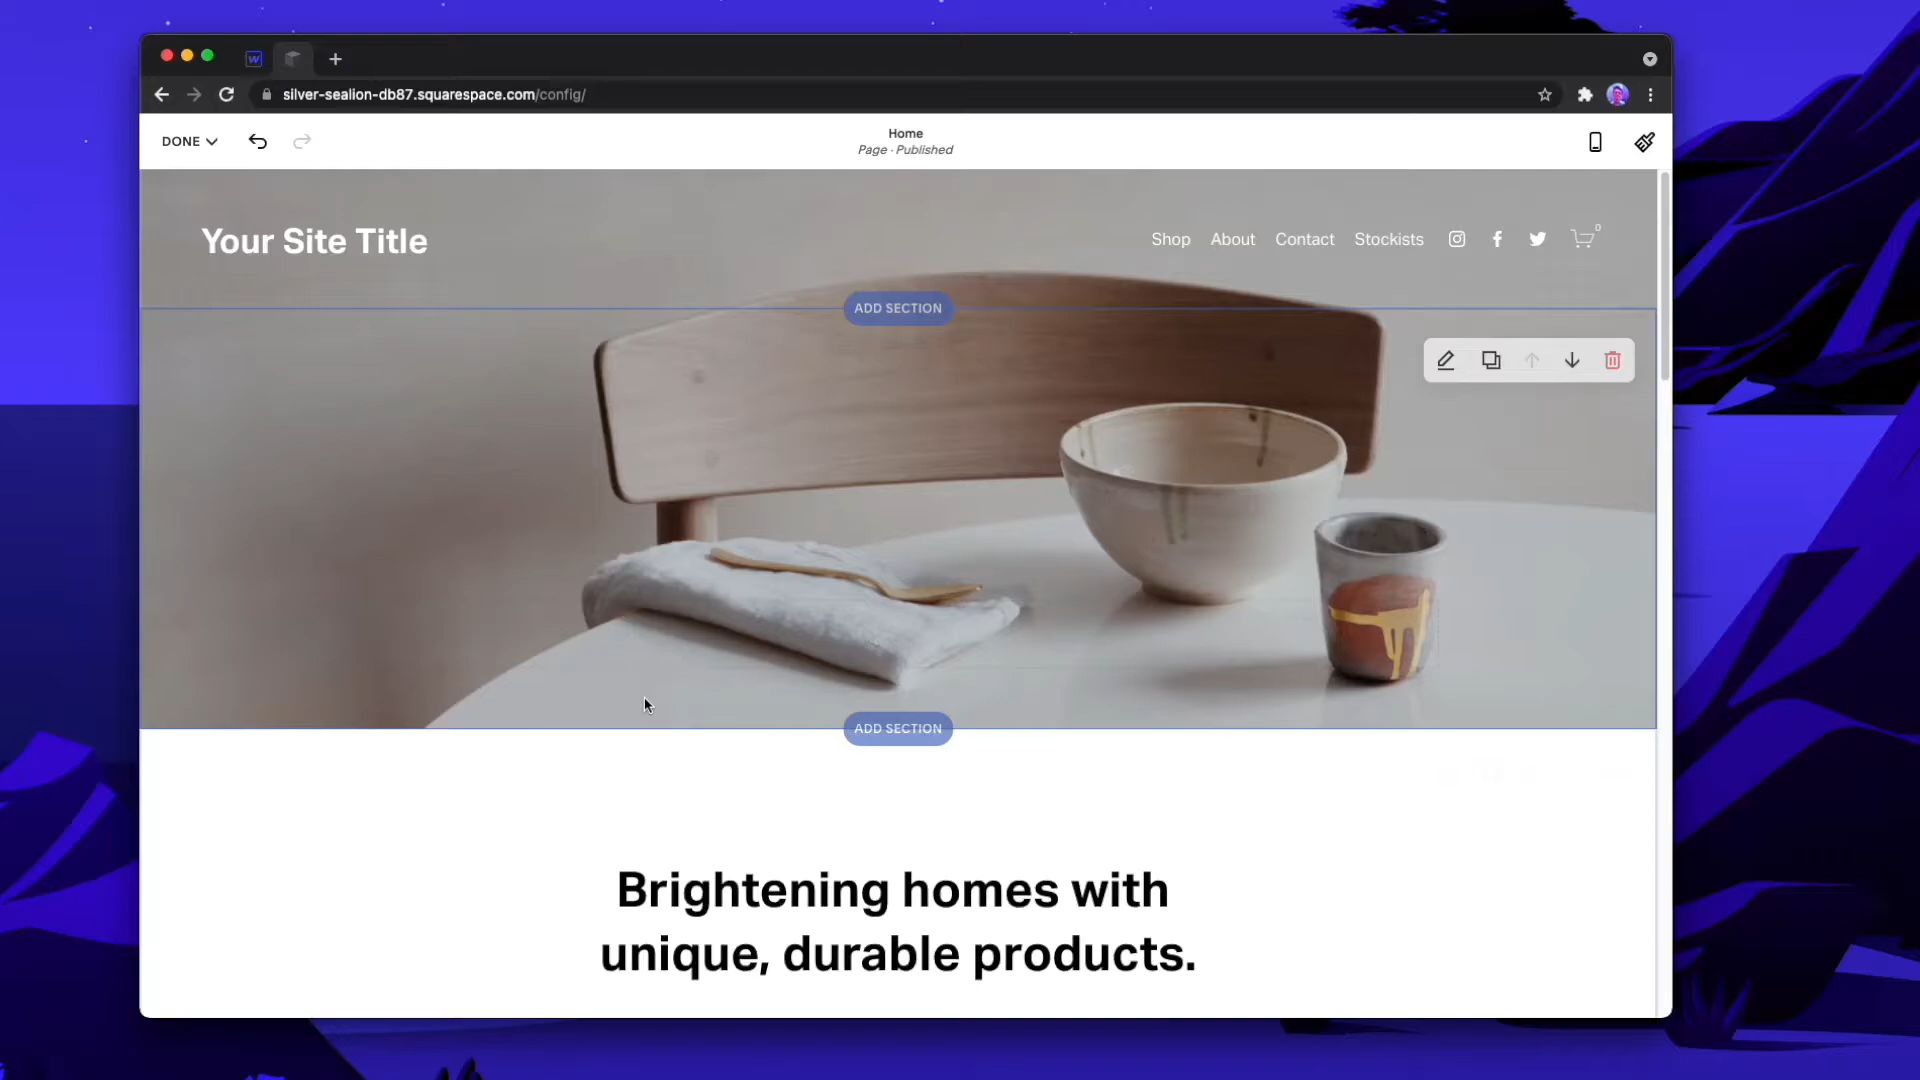 W
silver-sealion-db87.squarespace.com/config/
DONE
Home
Page · Published
Your Site Title
Shop About Contact Stockists 0
ADD SECTION
ADD SECTION
Brightening homes with
unique, durable products.